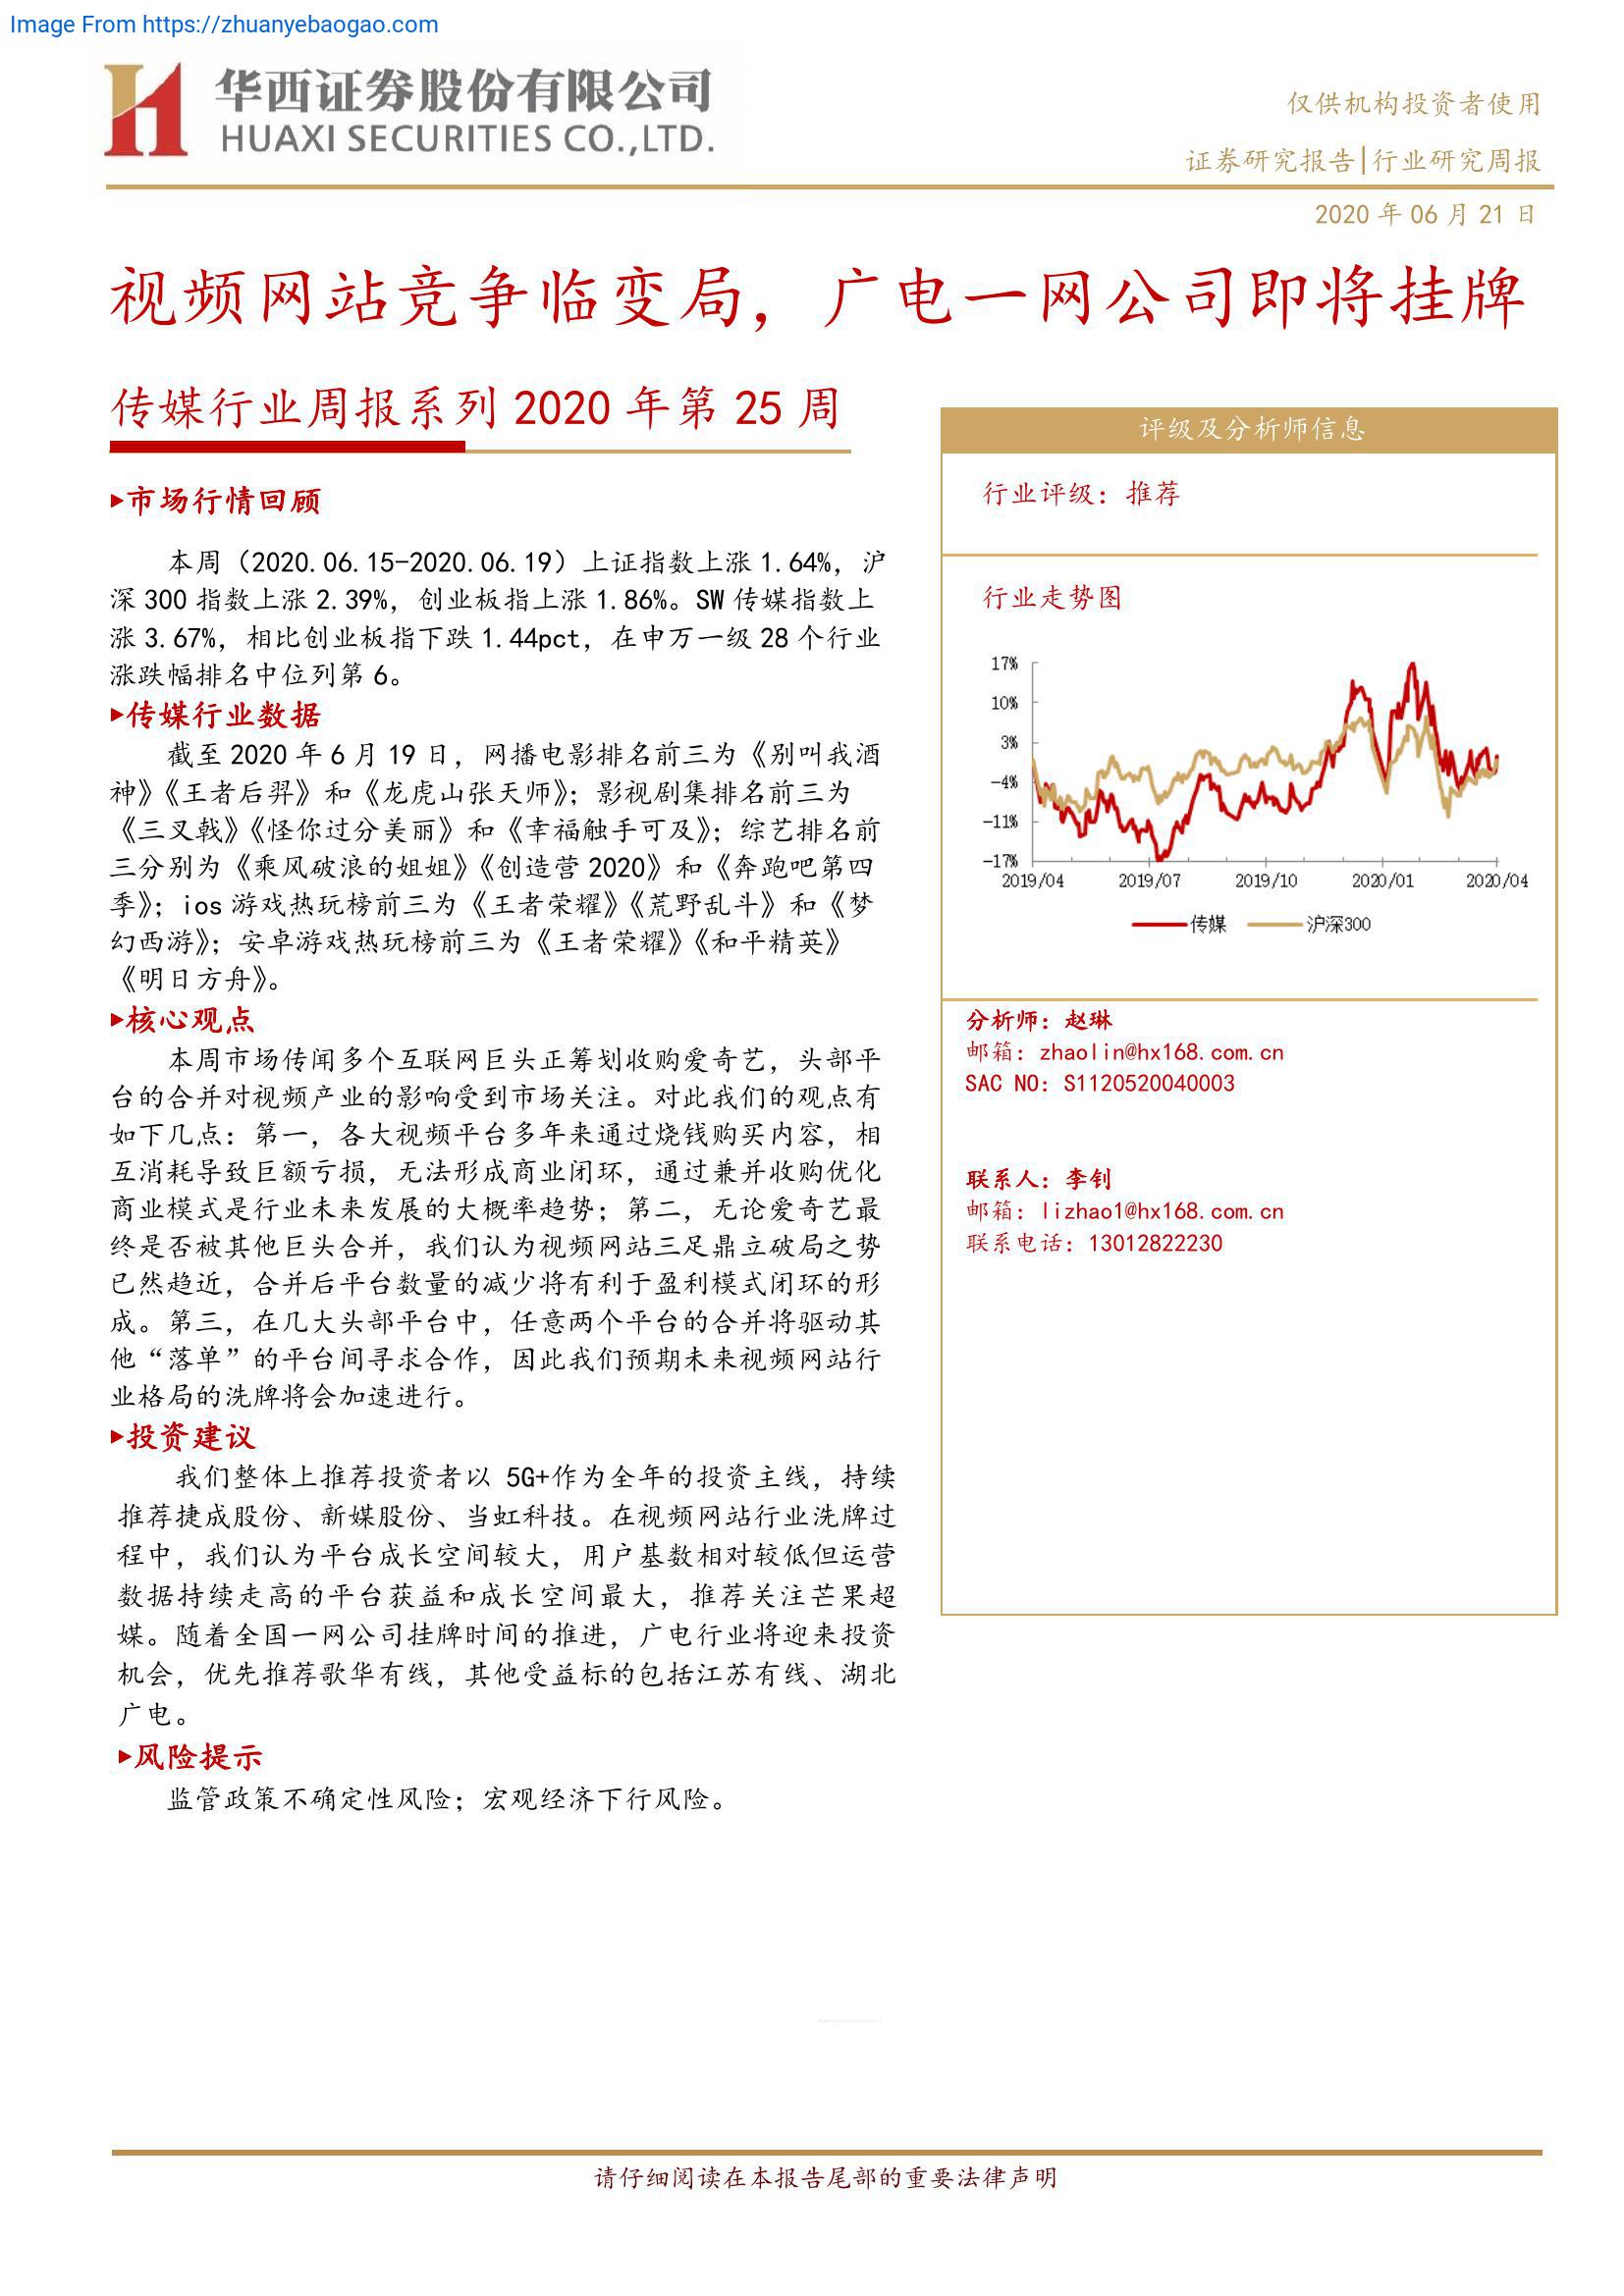 Image From https://zhuanyebaogao.com
华西证券股份有限公司
HUAXI SECURITIES CO.,LTD.
仅供机构投资者使用
证券研究报告|行业研究周报
2020 年 06 月 21 日
视频网站竞争临变局，广电一网公司即将挂牌
传媒行业周报系列 2020 年第 25 周
▸市场行情回顾
本周（2020.06.15-2020.06.19）上证指数上涨 1.64%，沪
深 300 指数上涨 2.39%，创业板指上涨 1.86%。SW 传媒指数上
涨 3.67%，相比创业板指下跌 1.44pct，在申万一级 28 个行业
涨跌幅排名中位列第 6。
▸传媒行业数据
截至 2020 年 6 月 19 日，网播电影排名前三为《别叫我酒
神》《王者后羿》和《龙虎山张天师》；影视剧集排名前三为
《三叉戟》《怪你过分美丽》和《幸福触手可及》；综艺排名前
三分别为《乘风破浪的姐姐》《创造营 2020》和《奔跑吧第四
季》；ios 游戏热玩榜前三为《王者荣耀》《荒野乱斗》和《梦
幻西游》；安卓游戏热玩榜前三为《王者荣耀》《和平精英》
《明日方舟》。
▸核心观点
本周市场传闻多个互联网巨头正筹划收购爱奇艺，头部平
台的合并对视频产业的影响受到市场关注。对此我们的观点有
如下几点：第一，各大视频平台多年来通过烧钱购买内容，相
互消耗导致巨额亏损，无法形成商业闭环，通过兼并收购优化
商业模式是行业未来发展的大概率趋势；第二，无论爱奇艺最
终是否被其他巨头合并，我们认为视频网站三足鼎立破局之势
已然趋近，合并后平台数量的减少将有利于盈利模式闭环的形
成。第三，在几大头部平台中，任意两个平台的合并将驱动其
他“落单”的平台间寻求合作，因此我们预期未来视频网站行
业格局的洗牌将会加速进行。
▸投资建议
我们整体上推荐投资者以 5G+作为全年的投资主线，持续
推荐捷成股份、新媒股份、当虹科技。在视频网站行业洗牌过
程中，我们认为平台成长空间较大，用户基数相对较低但运营
数据持续走高的平台获益和成长空间最大，推荐关注芒果超
媒。随着全国一网公司挂牌时间的推进，广电行业将迎来投资
机会，优先推荐歌华有线，其他受益标的包括江苏有线、湖北
广电。
▸风险提示
监管政策不确定性风险；宏观经济下行风险。
评级及分析师信息
行业评级：推荐
行业走势图
17%
10%
3%
-4%
-11%
-17%
2019/04 2019/07 2019/10 2020/01 2020/04
传媒 沪深300
分析师：赵琳
邮箱：zhaolin@hx168.com.cn
SAC NO：S1120520040003
联系人：李钊
邮箱：lizhao1@hx168.com.cn
联系电话：13012822230
请仔细阅读在本报告尾部的重要法律声明